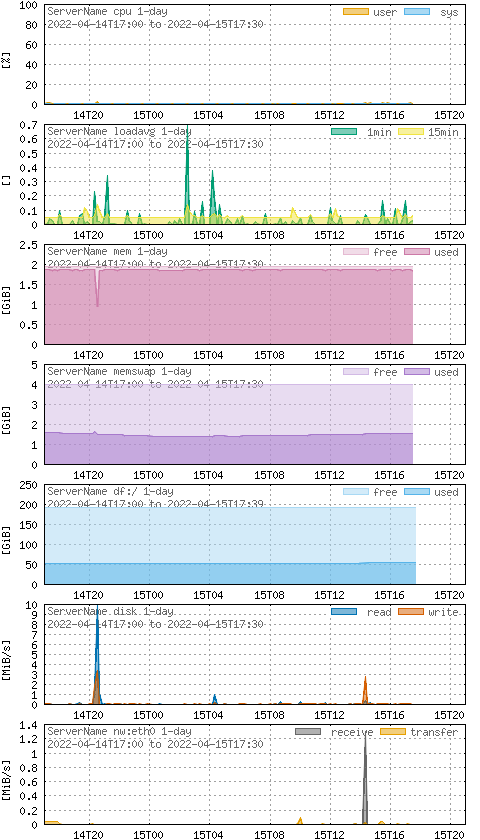 100
ServerName cpu 1-day
user
sys
2022-04-14T17:00 to 2022-04-15T17:30
80
60
[%]
40
20
0
14T20 15T00 15T04 15T08 15T12 15T16 15T20
0.7
ServerName loadavg 1-day
1min
15min
0.6
2022-04-14T17:00 to 2022-04-15T17:30
0.5
0.4
[]
0.3
0.2
0.1
0
14T20 15T00 15T04 15T08 15T12 15T16 15T20
2.5
ServerName mem 1-day
free
used
2
2022-04-14T17:00 to 2022-04-15T17:30
1.5
[GiB]
1
0.5
0
14T20 15T00 15T04 15T08 15T12 15T16 15T20
5
ServerName memswap 1-day
free
used
4
2022-04-14T17:00 to 2022-04-15T17:30
3
[GiB]
2
1
0
14T20 15T00 15T04 15T08 15T12 15T16 15T20
250
ServerName df:/ 1-day
free
used
200
2022-04-14T17:00 to 2022-04-15T17:39
150
[GiB]
100
50
0
14T20 15T00 15T04 15T08 15T12 15T16 15T20
10
ServerName disk 1-day
read
write
9
8
2022-04-14T17:00 to 2022-04-15T17:30
7
6
5
[MiB/s]
4
3
2
1
0
14T20 15T00 15T04 15T08 15T12 15T16 15T20
1.4
ServerName nw:eth0 1-day
receive
transfer
1.2
2022-04-14T17:00 to 2022-04-15T17:30
1
0.8
[MiB/s]
0.6
0.4
0.2